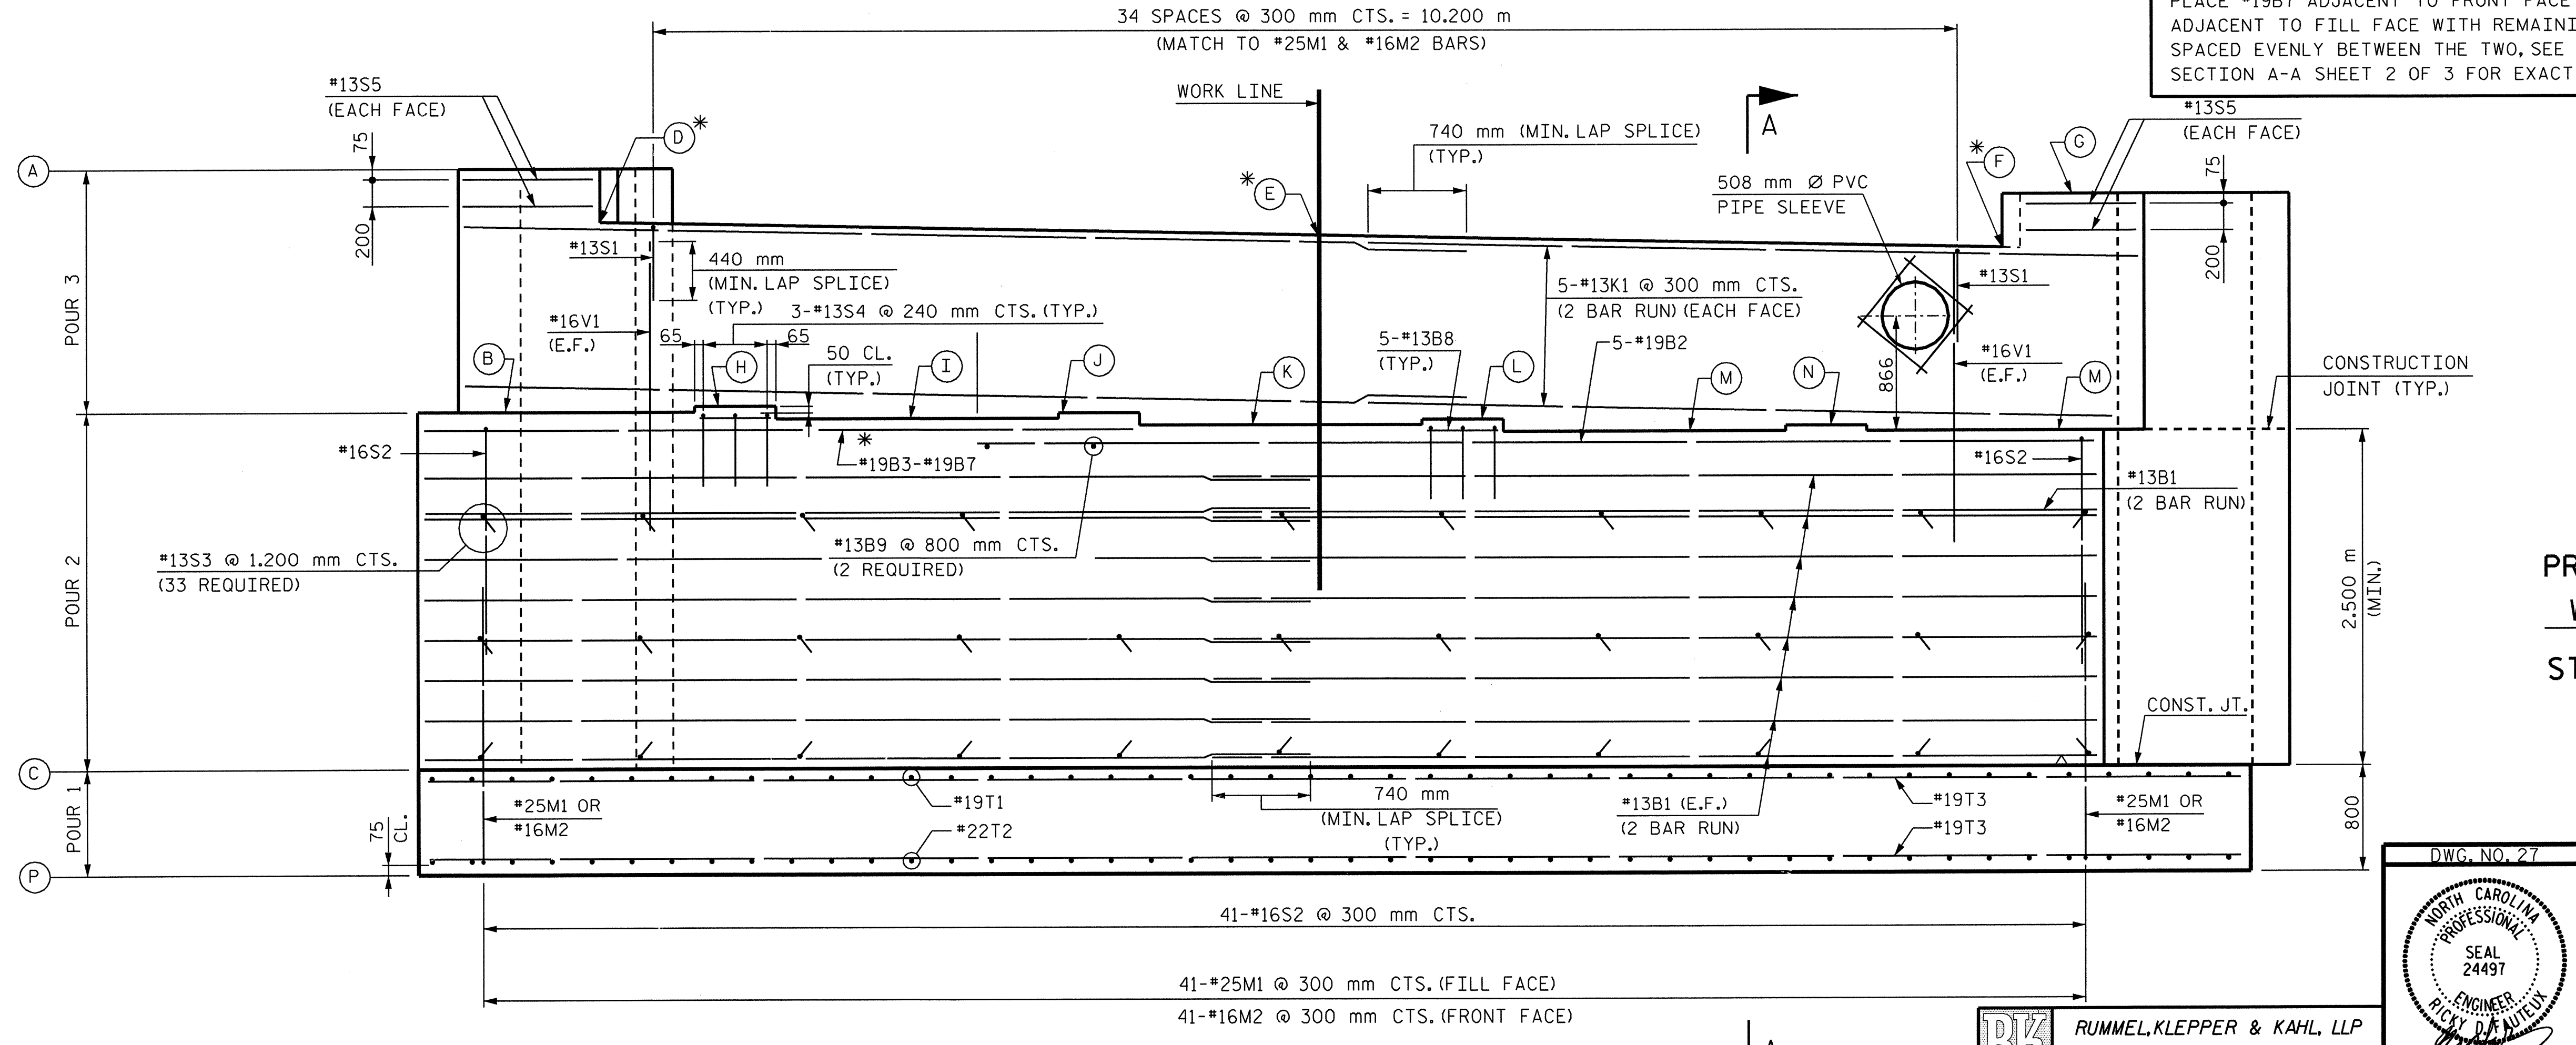 34 SPACES @ 300 mm CTS. = 10.200 m
(MATCH TO #25M1 & #16M2 BARS)
PLACE #19B7 ADJACENT TO FRONT FACE
ADJACENT TO FILL FACE WITH REMAINI
SPACED EVENLY BETWEEN THE TWO, SEE
SECTION A-A SHEET 2 OF 3 FOR EXACT
#13S5
(EACH FACE)
WORK LINE
A
740 mm (MIN. LAP SPLICE)
(TYP.)
#13S5
(EACH FACE)
75
200
A
D*
*E
508 mm Ø PVC
PIPE SLEEVE
*F
G
75
200
POUR 3
#13S1
440 mm
(MIN. LAP SPLICE)
(TYP.)
3-#13S4 @ 240 mm CTS. (TYP.)
#16V1
(E.F.)
65
65
50 CL.
(TYP.)
5-#13K1 @ 300 mm CTS.
(2 BAR RUN) (EACH FACE)
5-#13B8
(TYP.)
5-#19B2
#13S1
#16V1
(E.F.)
866
CONSTRUCTION
JOINT (TYP.)
B
H
I
J
K
L
M
N
M
#16S2
*
#19B3-#19B7
#16S2
#13B1
(2 BAR RUN)
#13S3 @ 1.200 mm CTS.
(33 REQUIRED)
#13B9 @ 800 mm CTS.
(2 REQUIRED)
POUR 2
2.500 m
(MIN.)
PR
ST
CONST. JT.
C
POUR 1
75
CL.
#25M1 OR
#16M2
#19T1
#22T2
740 mm
(MIN. LAP SPLICE)
(TYP.)
#13B1 (E.F.)
(2 BAR RUN)
#19T3
#19T3
#25M1 OR
#16M2
800
P
DWG. NO. 27
41-#16S2 @ 300 mm CTS.
41-#25M1 @ 300 mm CTS. (FILL FACE)
41-#16M2 @ 300 mm CTS. (FRONT FACE)
NORTH CAROLINA
PROFESSIONAL
SEAL
24497
ENGINEER
RK
RUMMEL, KLEPPER & KAHL, LLP